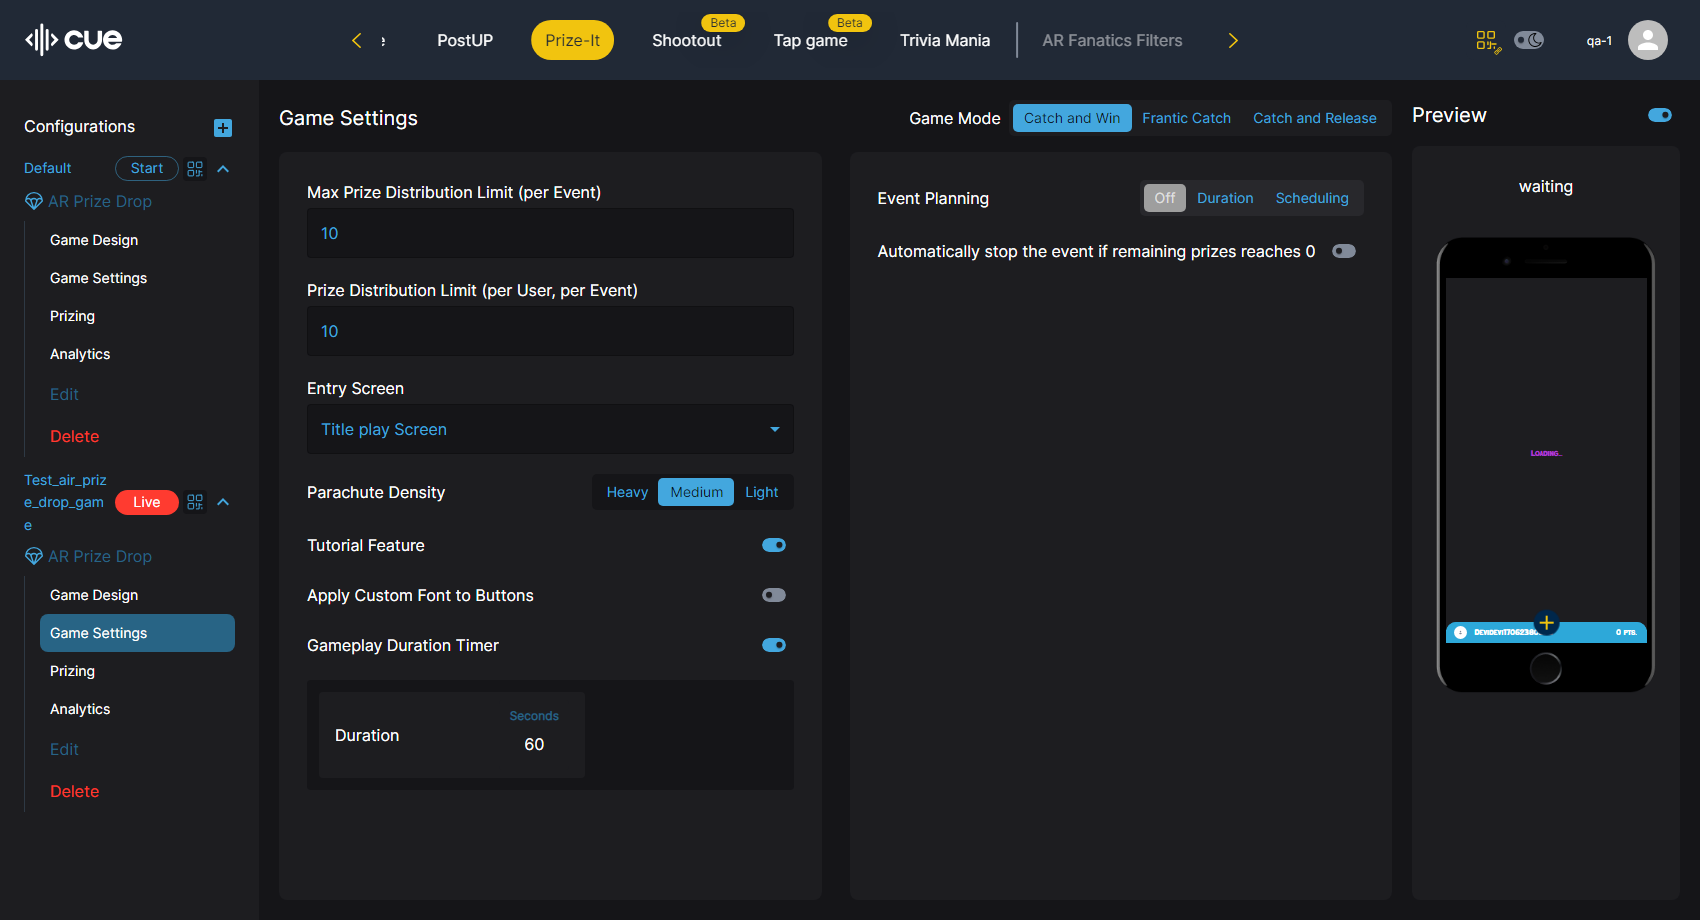 cue
PostUP
Prize-It
Shootout
Beta
Tap game
Beta
Trivia Mania
AR Fanatics Filters
qa-1
Configurations
Default
Start
AR Prize Drop
Game Design
Game Settings
Prizing
Analytics
Edit
Delete
Test_air_priz
e_drop_gam
e
Live
AR Prize Drop
Game Design
Game Settings
Prizing
Analytics
Edit
Delete
Game Settings
Game Mode
Catch and Win
Frantic Catch
Catch and Release
Max Prize Distribution Limit (per Event)
10
Prize Distribution Limit (per User, per Event)
10
Entry Screen
Title play Screen
Parachute Density
Heavy
Medium
Light
Tutorial Feature
Apply Custom Font to Buttons
Gameplay Duration Timer
Duration
Seconds
60
Event Planning
Off
Duration
Scheduling
Automatically stop the event if remaining prizes reaches 0
Preview
waiting
Loading...
0 pts.